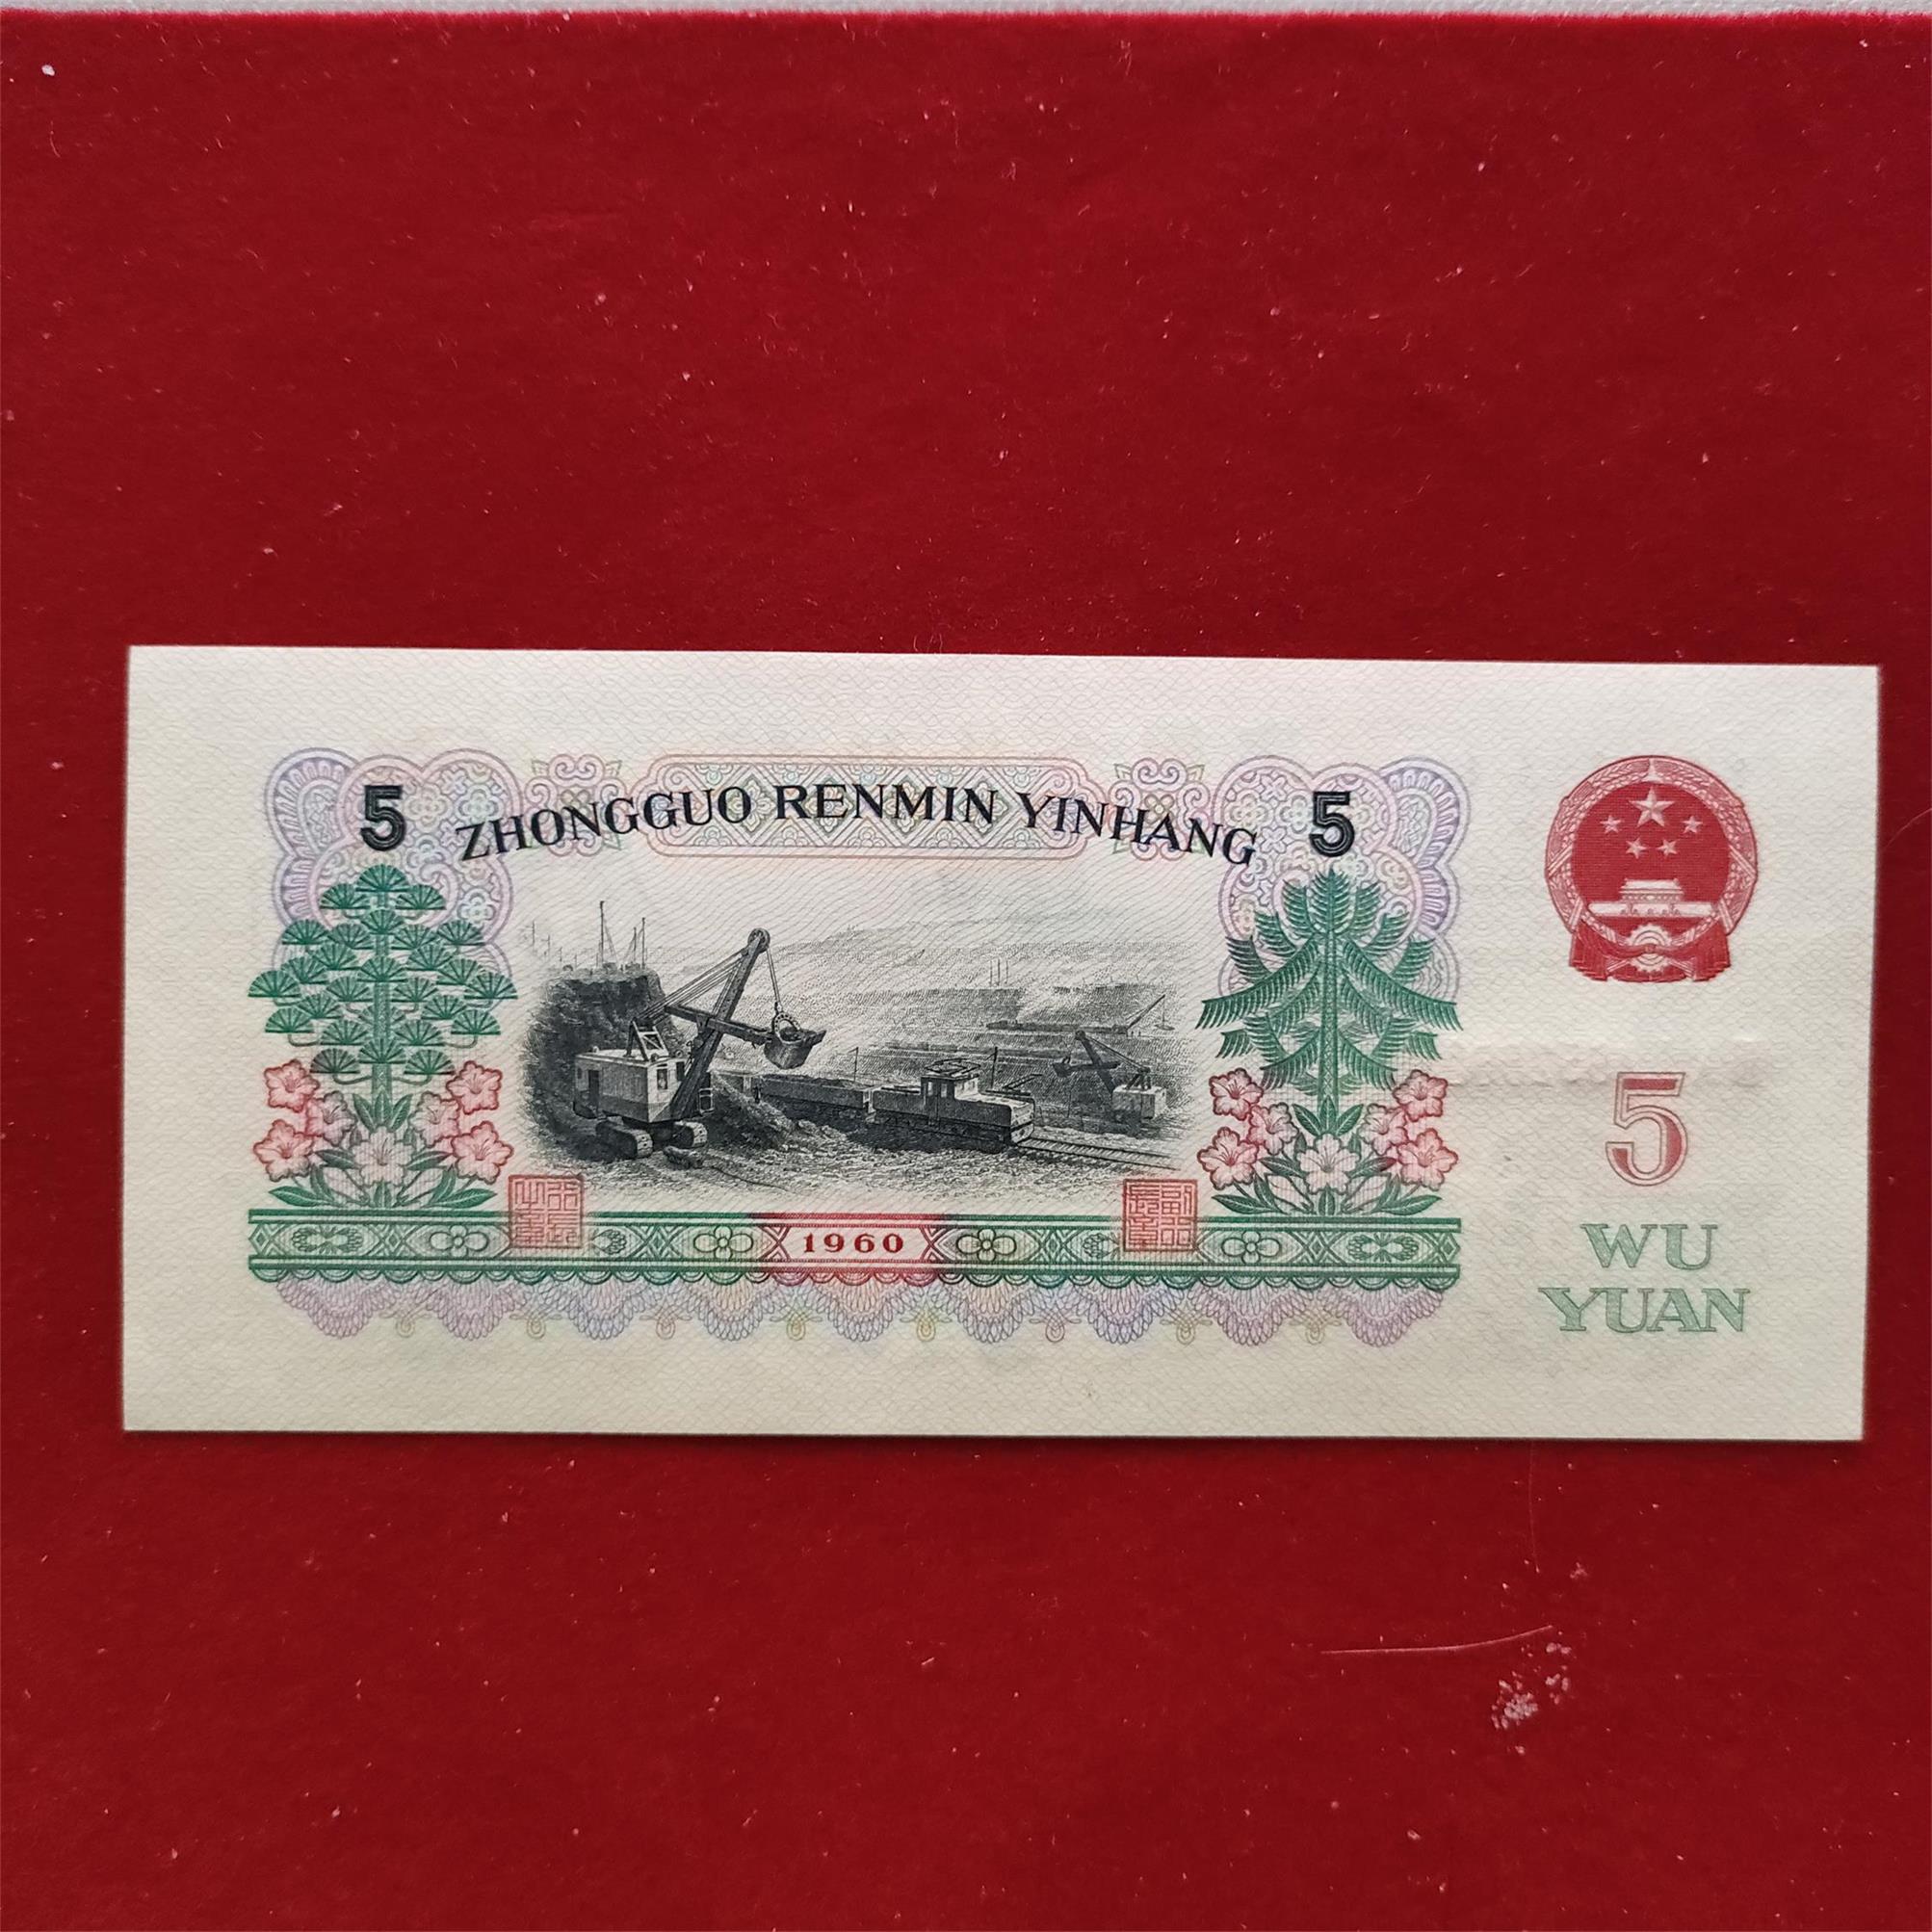 5 ZHONGGUO RENMIN YINHANG 5
1960
5
WU
YUAN